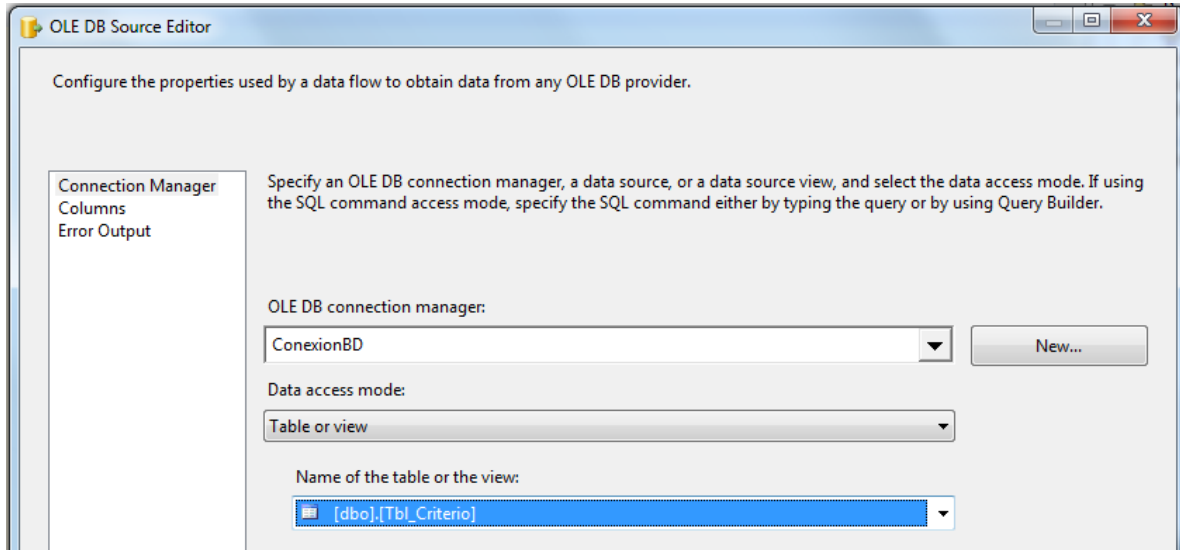 OLE DB Source Editor
Configure the properties used by a data flow to obtain data from any OLE DB provider.
Connection Manager
Columns
Error Output
Specify an OLE DB connection manager, a data source, or a data source view, and select the data access mode. If using
the SQL command access mode, specify the SQL command either by typing the query or by using Query Builder.
OLE DB connection manager:
ConexionBD
New...
Data access mode:
Table or view
Name of the table or the view:
[dbo].[Tbl_Criterio]